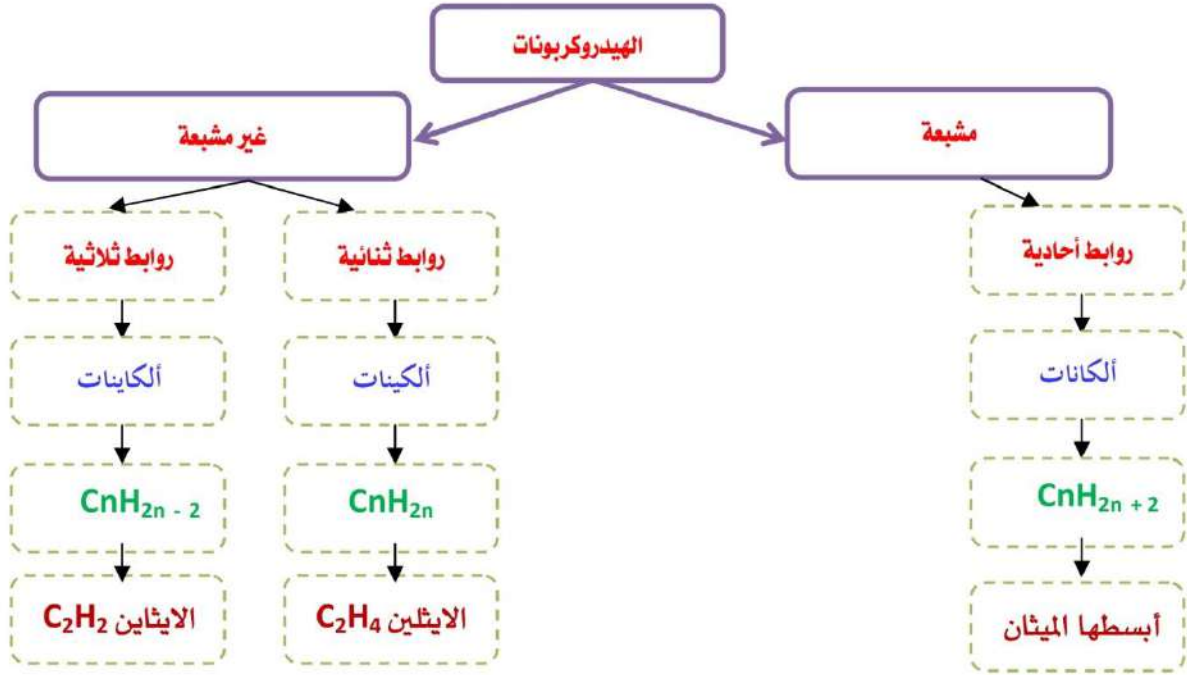 الهيدروكربونات
مشبعة
غير مشبعة
روابط أحادية
روابط ثنائية
روابط ثلاثية
ألكانات
ألكينات
ألكاينات
CnH₂ₙ ₊ ₂
CnH₂ₙ
CnH₂ₙ ₋ ₂
أبسطها الميثان
الايثلين C₂H₄
الايثاين C₂H₂